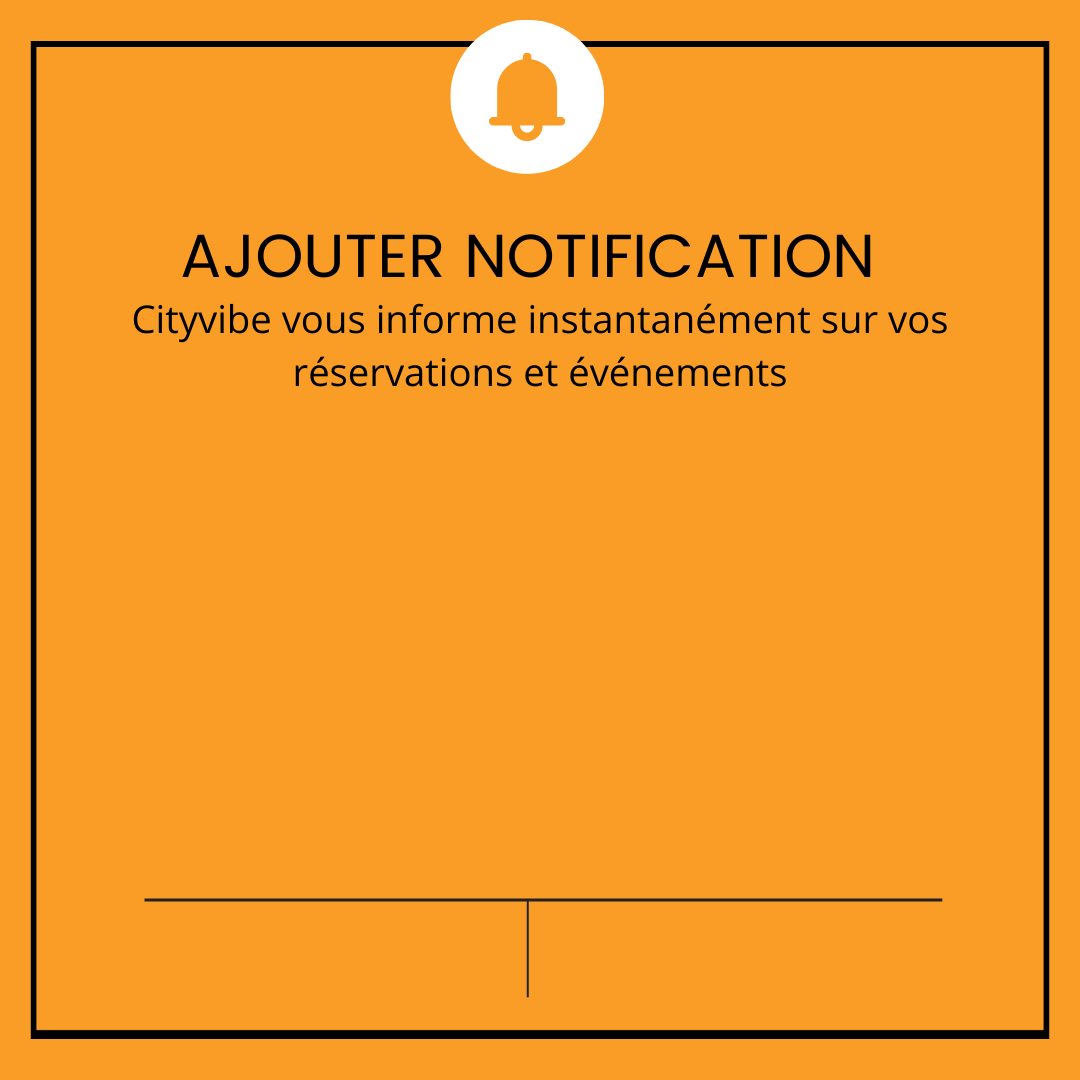 AJOUTER NOTIFICATION
Cityvibe vous informe instantanément sur vos
réservations et événements